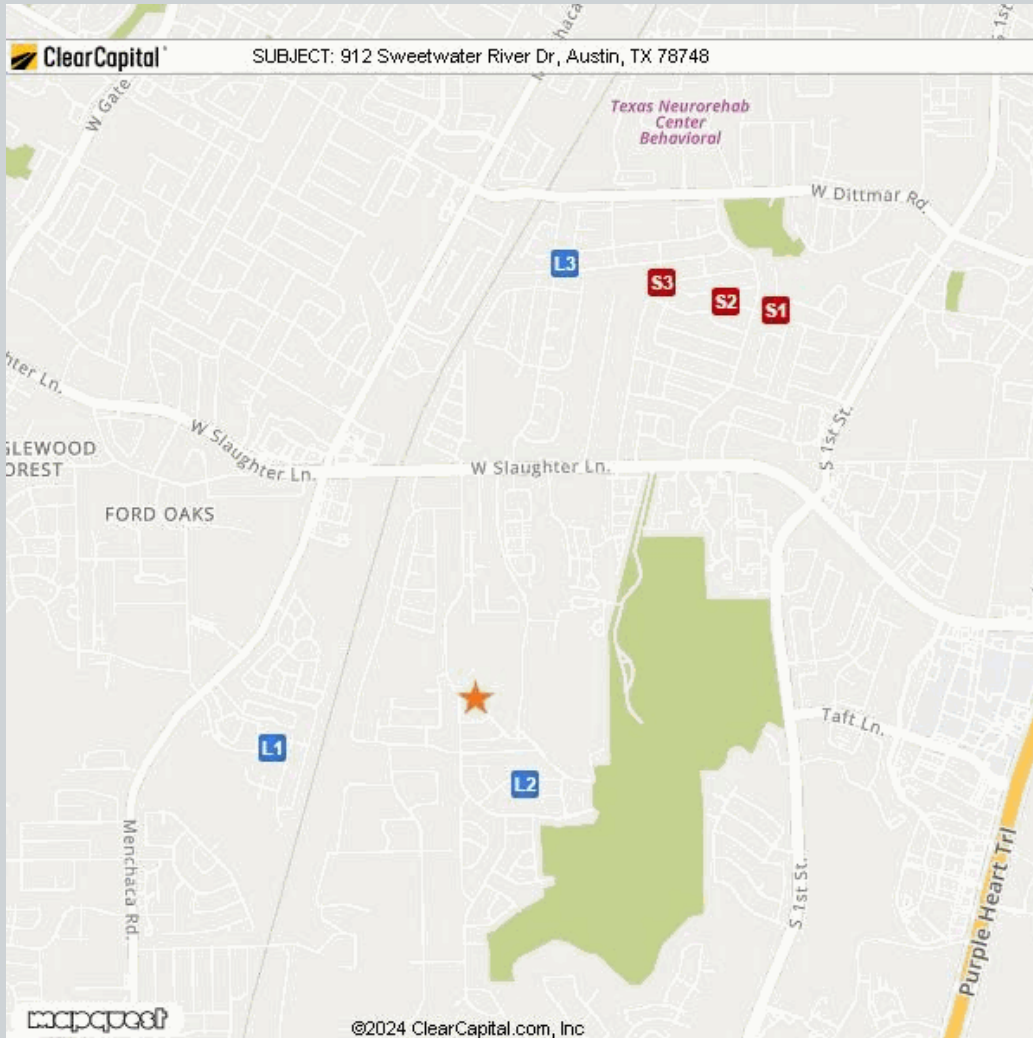 ClearCapital
SUBJECT: 912 Sweetwater River Dr, Austin, TX 78748
S 1st
W Gate
Texas Neurorehab
Center
Behavioral
W Dittmar Rd.
L3
S3
S2
S1
W Slaughter Ln.
W Slaughter Ln.
S 1st St.
FORD OAKS
L1
L2
Taft Ln.
Menchaca Rd.
S 1st St.
Purple Heart Trl
mapquest
©2024 ClearCapital.com, Inc